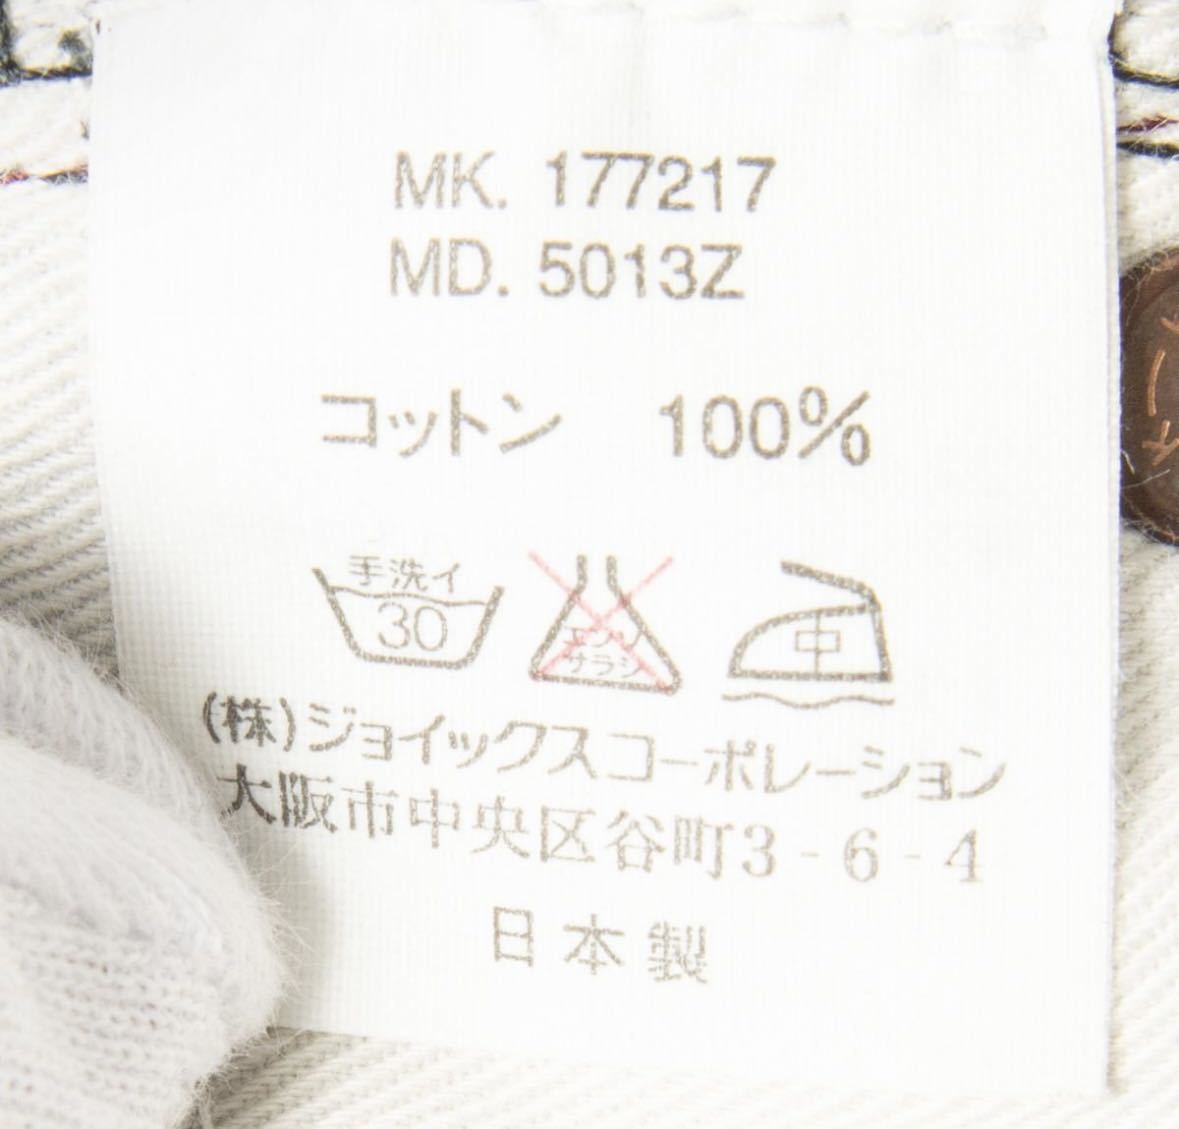 MK. 177217
MD. 5013Z
コットン 100%
手洗イ
30
エンソ
サラシ
中
(株)ジョイックスコーポレーション
大阪市中央区谷町3-6-4
日本製